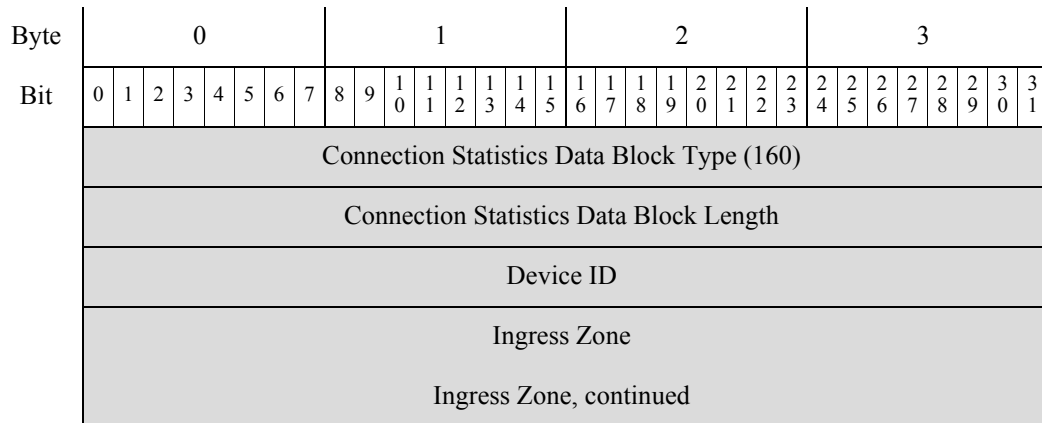 Byte 0 1 2 3
Bit 0 1 2 3 4 5 6 7 8 9 10 11 12 13 14 15 16 17 18 19 20 21 22 23 24 25 26 27 28 29 30 31
Connection Statistics Data Block Type (160)
Connection Statistics Data Block Length
Device ID
Ingress Zone
Ingress Zone, continued